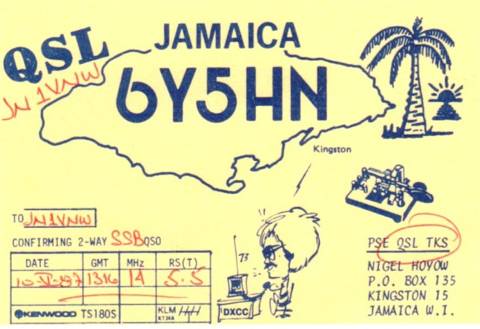 QSL
JAMAICA
JN1VNW
6Y5HN
Kingston
TO JN1VNW
CONFIRMING 2-WAY SSB QSO
DATE GMT MHz RS(T)
1316 14 5.5
KENWOOD TS180S KLM
73
DXCC
PSE QSL TKS
NIGEL HOYOW
P.O. BOX 135
KINGSTON 15
JAMAICA W.I.